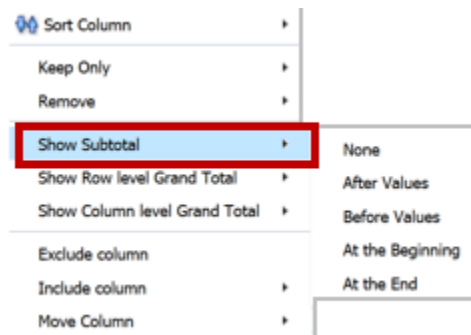 Sort Column
Keep Only
Remove
Show Subtotal
Show Row level Grand Total
Show Column level Grand Total
Exclude column
Include column
Move Column
None
After Values
Before Values
At the Beginning
At the End